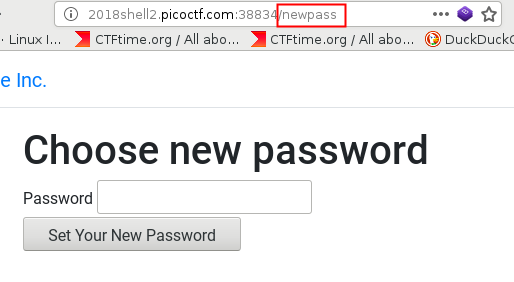 2018shell2.picoctf.com:38834/newpass
Linux I... CTFtime.org / All abo... CTFtime.org / All abo... DuckDuckG
e Inc.
Choose new password
Password
Set Your New Password